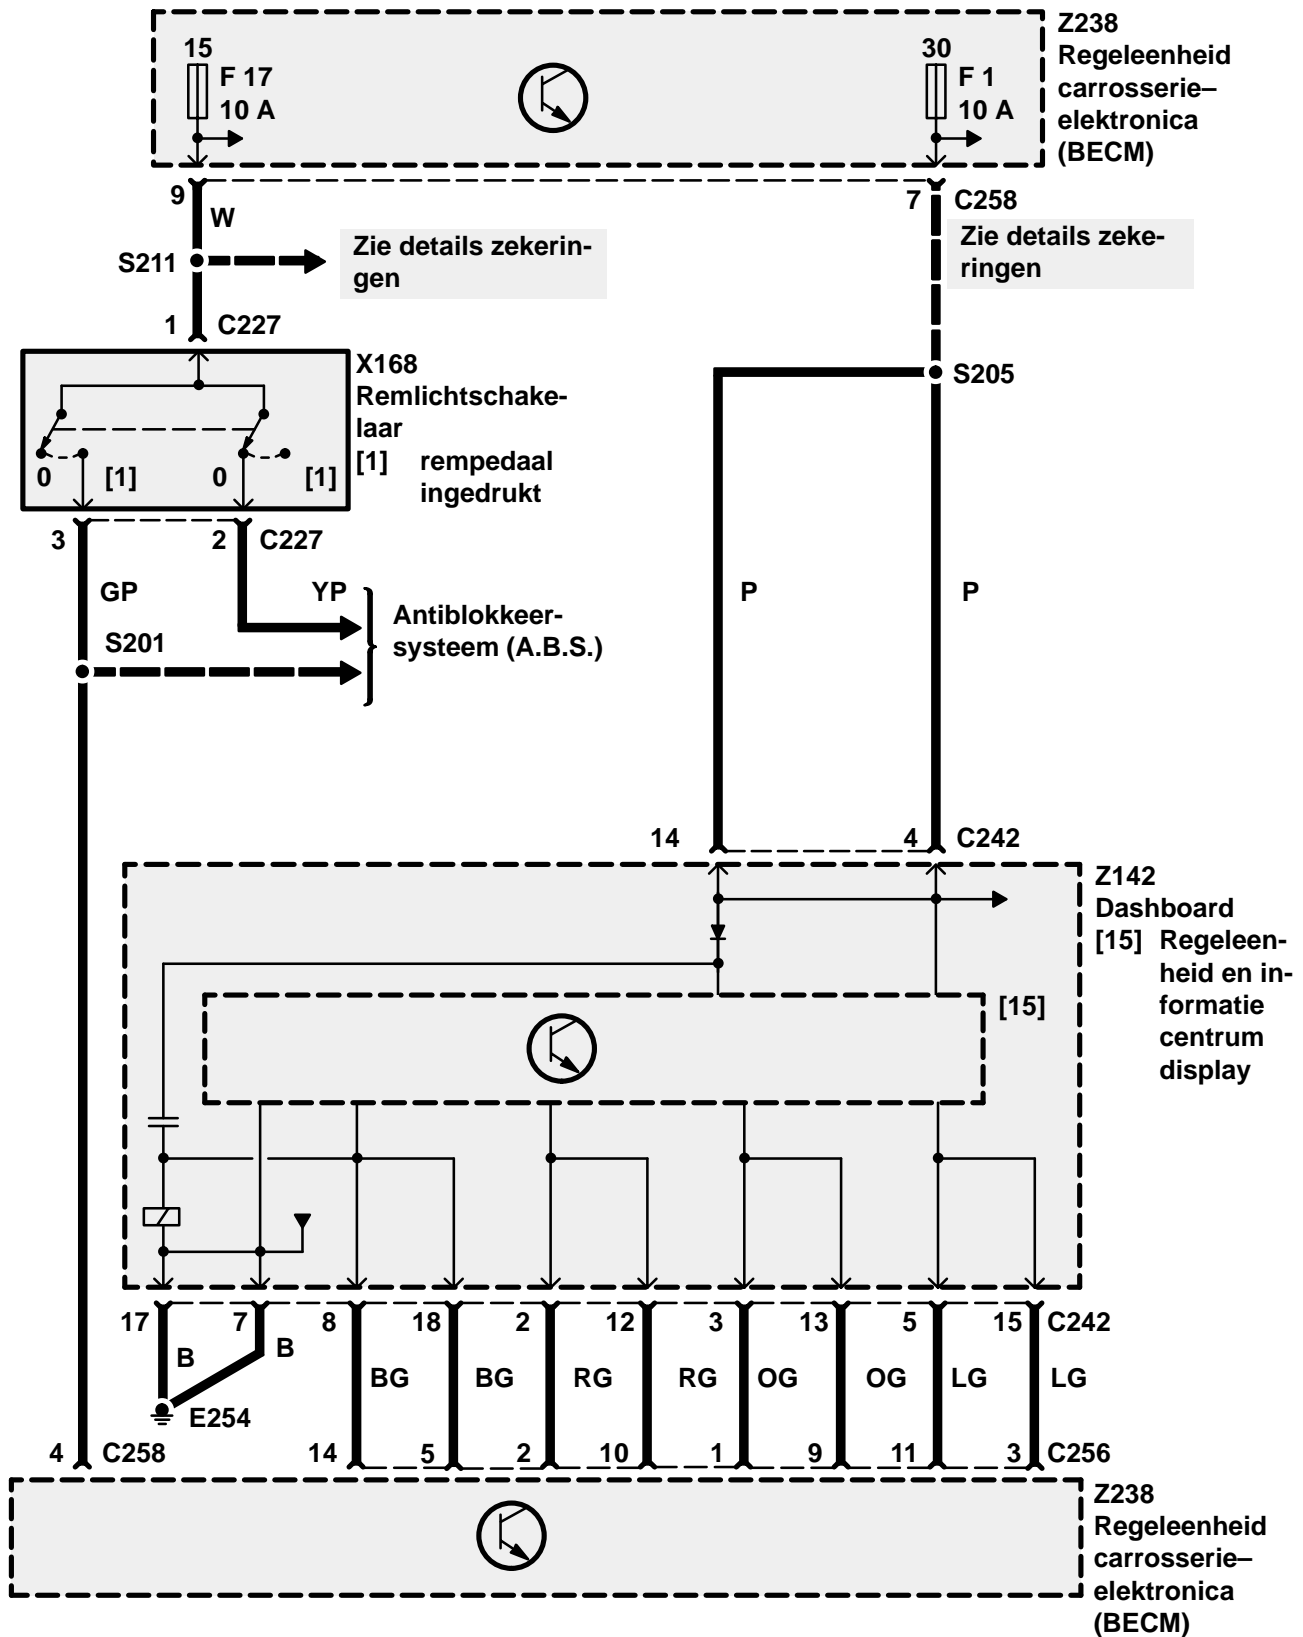 Z238
Regeleenheid
carrosserie–
elektronica
(BECM)
15
F 17
10 A
30
F 1
10 A
9
W
7
C258
S211
Zie details zekerin-
gen
Zie details zeke-
ringen
1
C227
S205
X168
Remlichtschake-
laar
[1] rempedaal
ingedrukt
0
[1]
0
[1]
3
2
C227
GP
YP
P
P
S201
Antiblokkeer-
systeem (A.B.S.)
14
4
C242
Z142
Dashboard
[15] Regeleen-
heid en in-
formatie
centrum
display
[15]
17
7
8
18
2
12
3
13
5
15
C242
B
B
BG
BG
RG
RG
OG
OG
LG
LG
E254
4
C258
14
5
2
10
1
9
11
3
C256
Z238
Regeleenheid
carrosserie–
elektronica
(BECM)